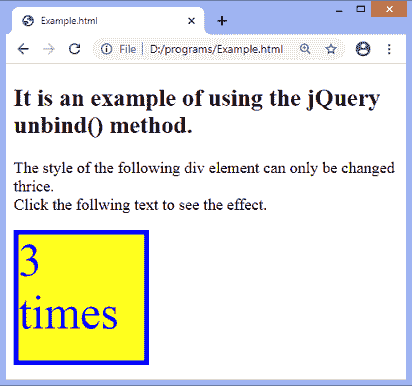 Example.html
File | D:/programs/Example.html
It is an example of using the jQuery
unbind() method.
The style of the following div element can only be changed
thrice.
Click the follwing text to see the effect.
3
times